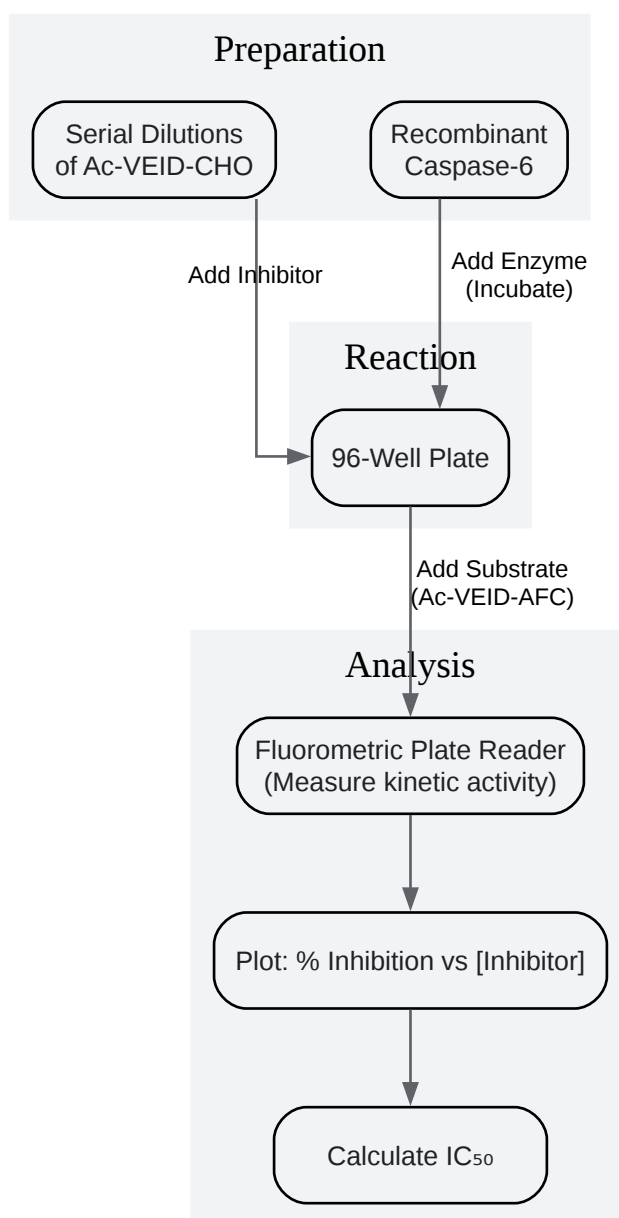 Preparation
Serial Dilutions
of Ac-VEID-CHO
Recombinant
Caspase-6
Add Inhibitor
Add Enzyme
(Incubate)
Reaction
96-Well Plate
Add Substrate
(Ac-VEID-AFC)
Analysis
Fluorometric Plate Reader
(Measure kinetic activity)
Plot: % Inhibition vs [Inhibitor]
Calculate IC₅₀